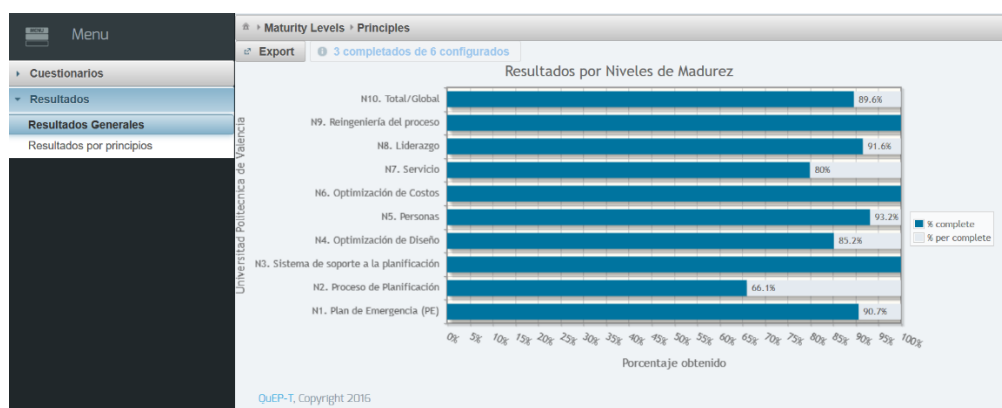 MENU
Menu
Maturity Levels Principles
Export
3 completados de 6 configurados
Cuestionarios
Resultados
Resultados Generales
Resultados por principios
Resultados por Niveles de Madurez
Universitad Politecnica de Valencia
N10. Total/Global 89.6%
N9. Reingeniería del proceso
N8. Liderazgo 91.6%
N7. Servicio 80%
N6. Optimización de Costos
N5. Personas 93.2%
N4. Optimización de Diseño 85.2%
N3. Sistema de soporte a la planificación
N2. Proceso de Planificación 66.1%
N1. Plan de Emergencia (PE) 90.7%
0% 5% 10% 15% 20% 25% 30% 35% 40% 45% 50% 55% 60% 65% 70% 75% 80% 85% 90% 95% 100%
Porcentaje obtenido
% complete
% per complete
QuEP-T, Copyright 2016